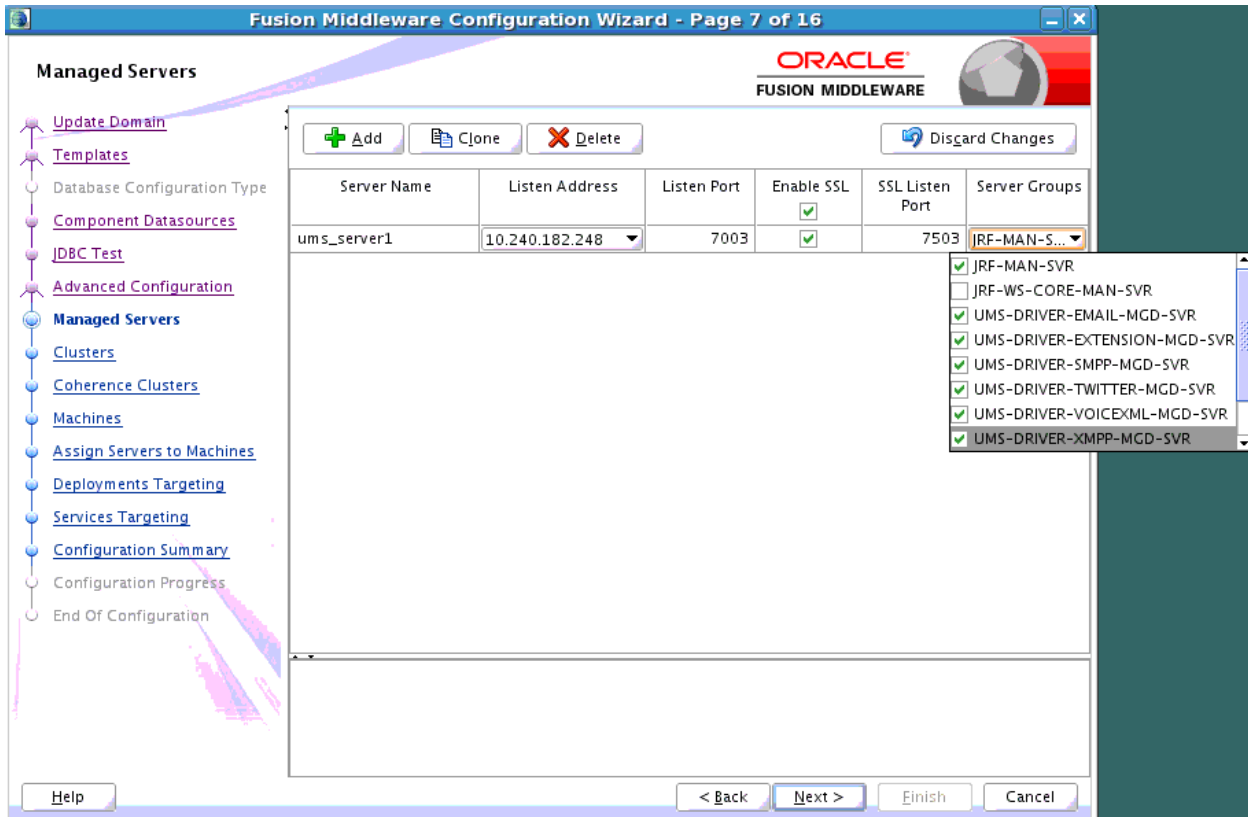 Fusion Middleware Configuration Wizard - Page 7 of 16
Managed Servers
ORACLE
FUSION MIDDLEWARE
Update Domain
Templates
Database Configuration Type
Component Datasources
JDBC Test
Advanced Configuration
Managed Servers
Clusters
Coherence Clusters
Machines
Assign Servers to Machines
Deployments Targeting
Services Targeting
Configuration Summary
Configuration Progress
End Of Configuration
Add Clone Delete Discard Changes
Server Name Listen Address Listen Port Enable SSL SSL Listen Port Server Groups
ums_server1 10.240.182.248 7003 7503 JRF-MAN-S...
JRF-MAN-SVR
JRF-WS-CORE-MAN-SVR
UMS-DRIVER-EMAIL-MGD-SVR
UMS-DRIVER-EXTENSION-MGD-SVR
UMS-DRIVER-SMPP-MGD-SVR
UMS-DRIVER-TWITTER-MGD-SVR
UMS-DRIVER-VOICEXML-MGD-SVR
UMS-DRIVER-XMPP-MGD-SVR
Help < Back Next > Finish Cancel